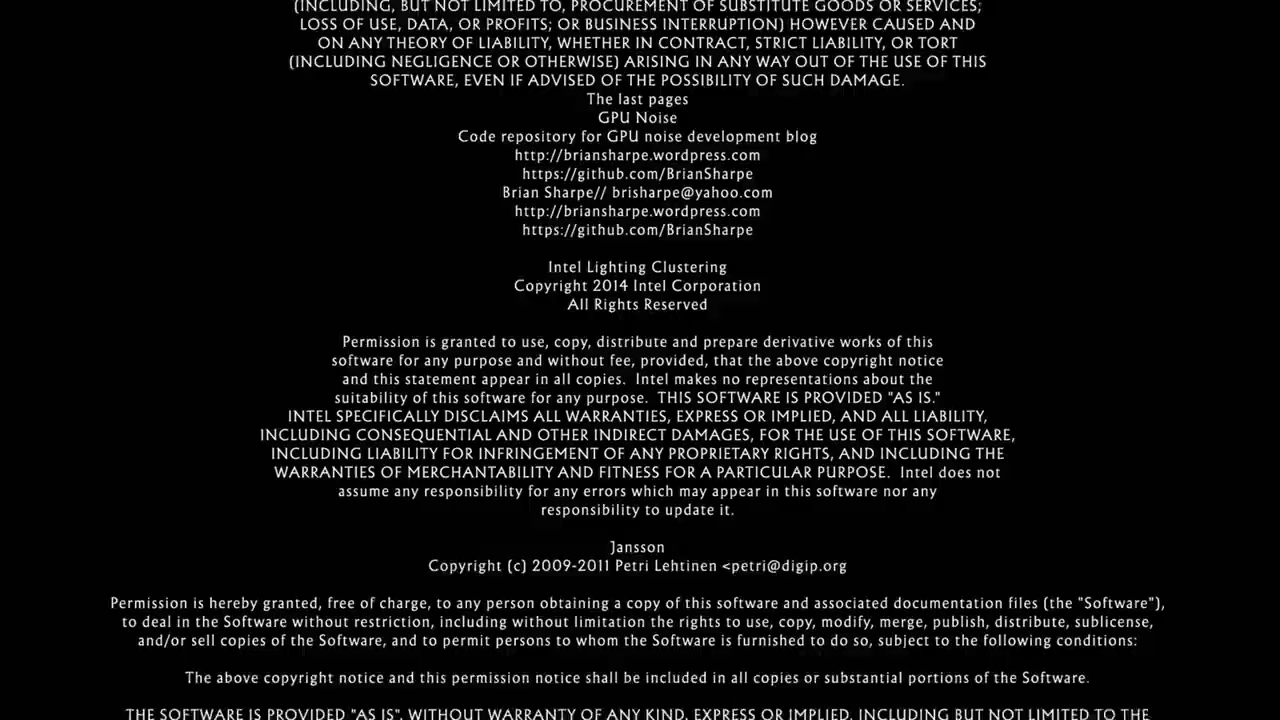 (INCLUDING, BUT NOT LIMITED TO, PROCUREMENT OF SUBSTITUTE GOODS OR SERVICES;
LOSS OF USE, DATA, OR PROFITS; OR BUSINESS INTERRUPTION) HOWEVER CAUSED AND
ON ANY THEORY OF LIABILITY, WHETHER IN CONTRACT, STRICT LIABILITY, OR TORT
(INCLUDING NEGLIGENCE OR OTHERWISE) ARISING IN ANY WAY OUT OF THE USE OF THIS
SOFTWARE, EVEN IF ADVISED OF THE POSSIBILITY OF SUCH DAMAGE.
The last pages
GPU Noise
Code repository for GPU noise development blog
http://briansharpe.wordpress.com
https://github.com/BrianSharpe
Brian Sharpe// brisharpe@yahoo.com
http://briansharpe.wordpress.com
https://github.com/BrianSharpe
Intel Lighting Clustering
Copyright 2014 Intel Corporation
All Rights Reserved
Permission is granted to use, copy, distribute and prepare derivative works of this
software for any purpose and without fee, provided, that the above copyright notice
and this statement appear in all copies.  Intel makes no representations about the
suitability of this software for any purpose.  THIS SOFTWARE IS PROVIDED "AS IS."
INTEL SPECIFICALLY DISCLAIMS ALL WARRANTIES, EXPRESS OR IMPLIED, AND ALL LIABILITY,
INCLUDING CONSEQUENTIAL AND OTHER INDIRECT DAMAGES, FOR THE USE OF THIS SOFTWARE,
INCLUDING LIABILITY FOR INFRINGEMENT OF ANY PROPRIETARY RIGHTS, AND INCLUDING THE
WARRANTIES OF MERCHANTABILITY AND FITNESS FOR A PARTICULAR PURPOSE.  Intel does not
assume any responsibility for any errors which may appear in this software nor any
responsibility to update it.
Jansson
Copyright (c) 2009-2011 Petri Lehtinen <petri@digip.org
Permission is hereby granted, free of charge, to any person obtaining a copy of this software and associated documentation files (the "Software"),
to deal in the Software without restriction, including without limitation the rights to use, copy, modify, merge, publish, distribute, sublicense,
and/or sell copies of the Software, and to permit persons to whom the Software is furnished to do so, subject to the following conditions:
The above copyright notice and this permission notice shall be included in all copies or substantial portions of the Software.
THE SOFTWARE IS PROVIDED "AS IS", WITHOUT WARRANTY OF ANY KIND, EXPRESS OR IMPLIED, INCLUDING BUT NOT LIMITED TO THE